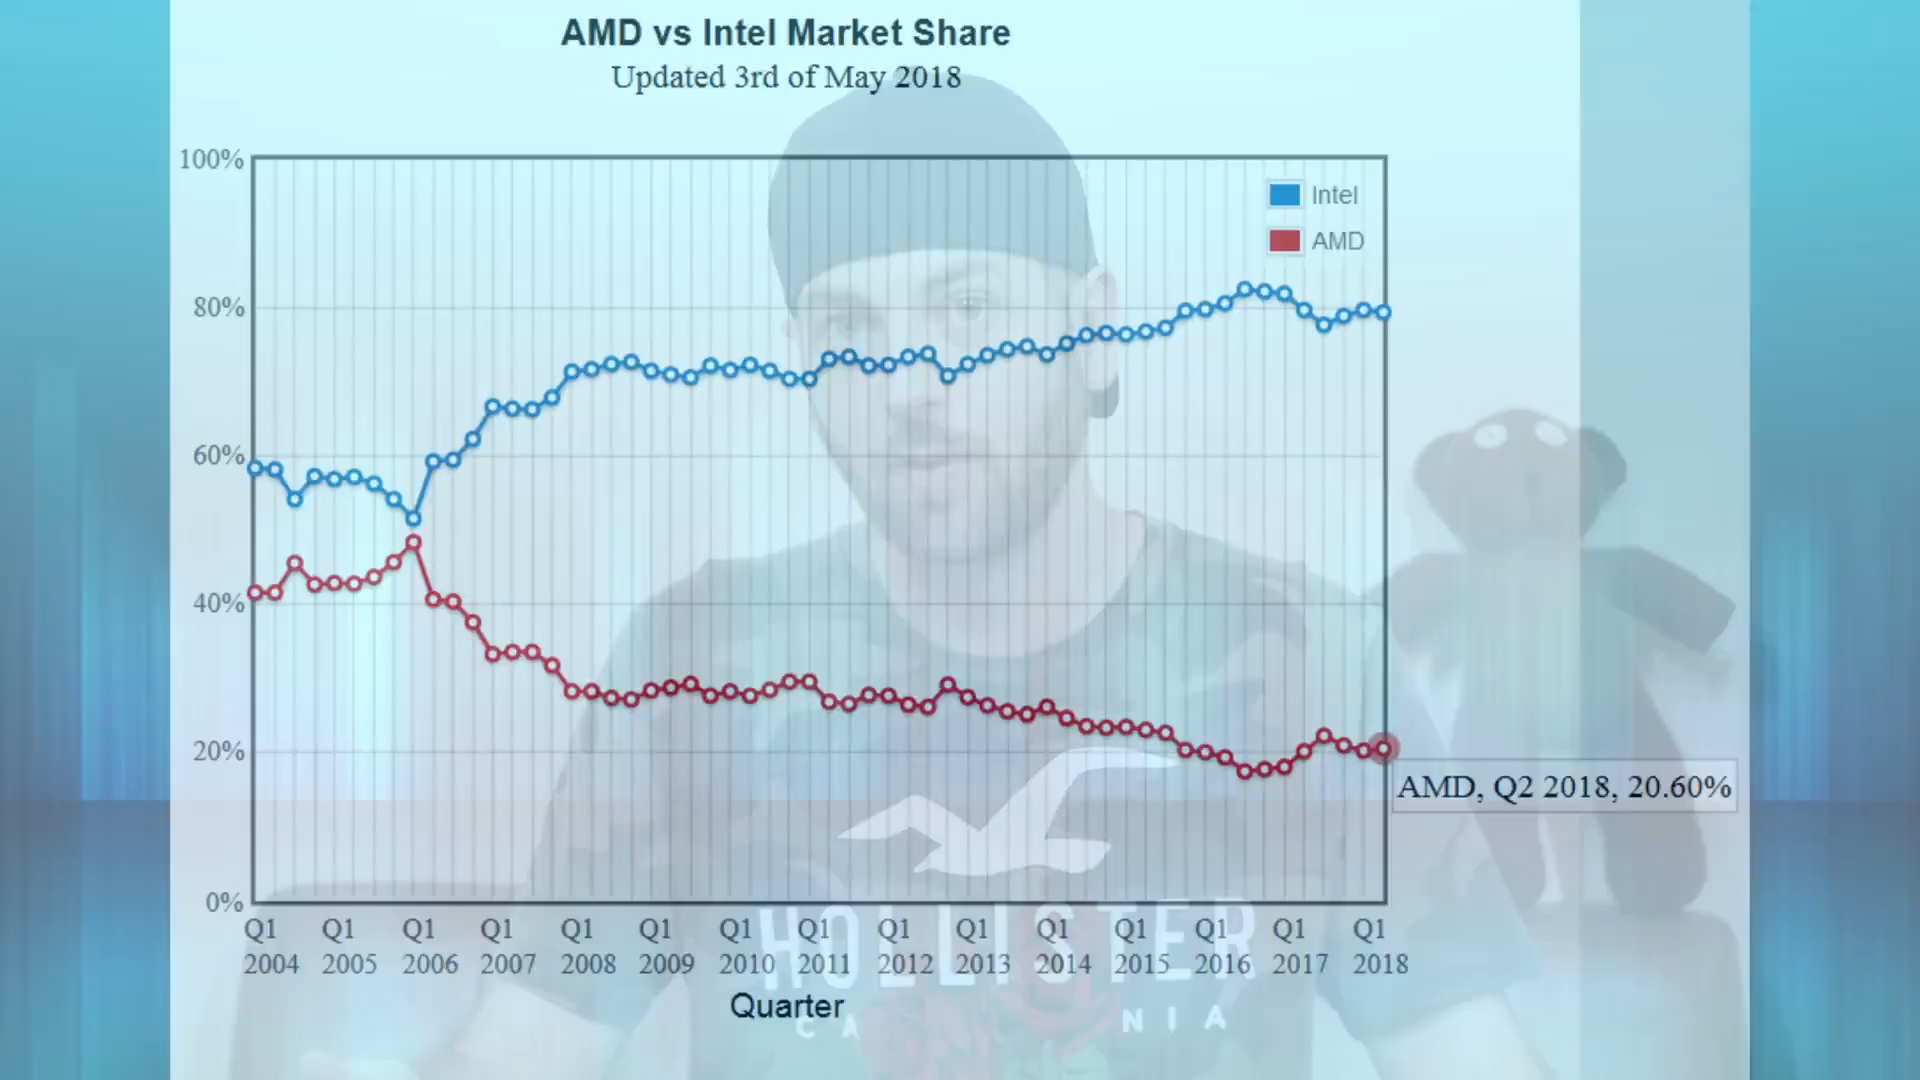 AMD vs Intel Market Share
Updated 3rd of May 2018
100%
Intel
AMD
80%
60%
40%
20%
AMD, Q2 2018, 20.60%
0%
Q1 Q1 Q1 Q1 Q1 Q1 Q1 Q1 Q1 Q1 Q1 Q1 Q1 Q1 Q1
2004 2005 2006 2007 2008 2009 2010 2011 2012 2013 2014 2015 2016 2017 2018
HOLLISTER
Quarter
CA NIA